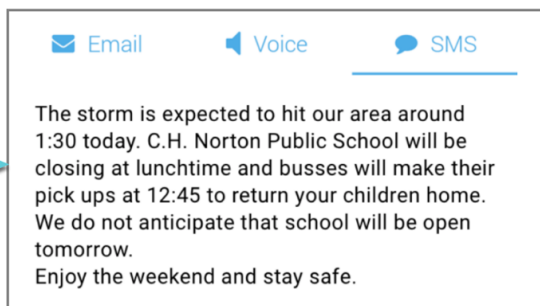 Email Voice SMS
The storm is expected to hit our area around
1:30 today. C.H. Norton Public School will be
closing at lunchtime and busses will make their
pick ups at 12:45 to return your children home.
We do not anticipate that school will be open
tomorrow.
Enjoy the weekend and stay safe.